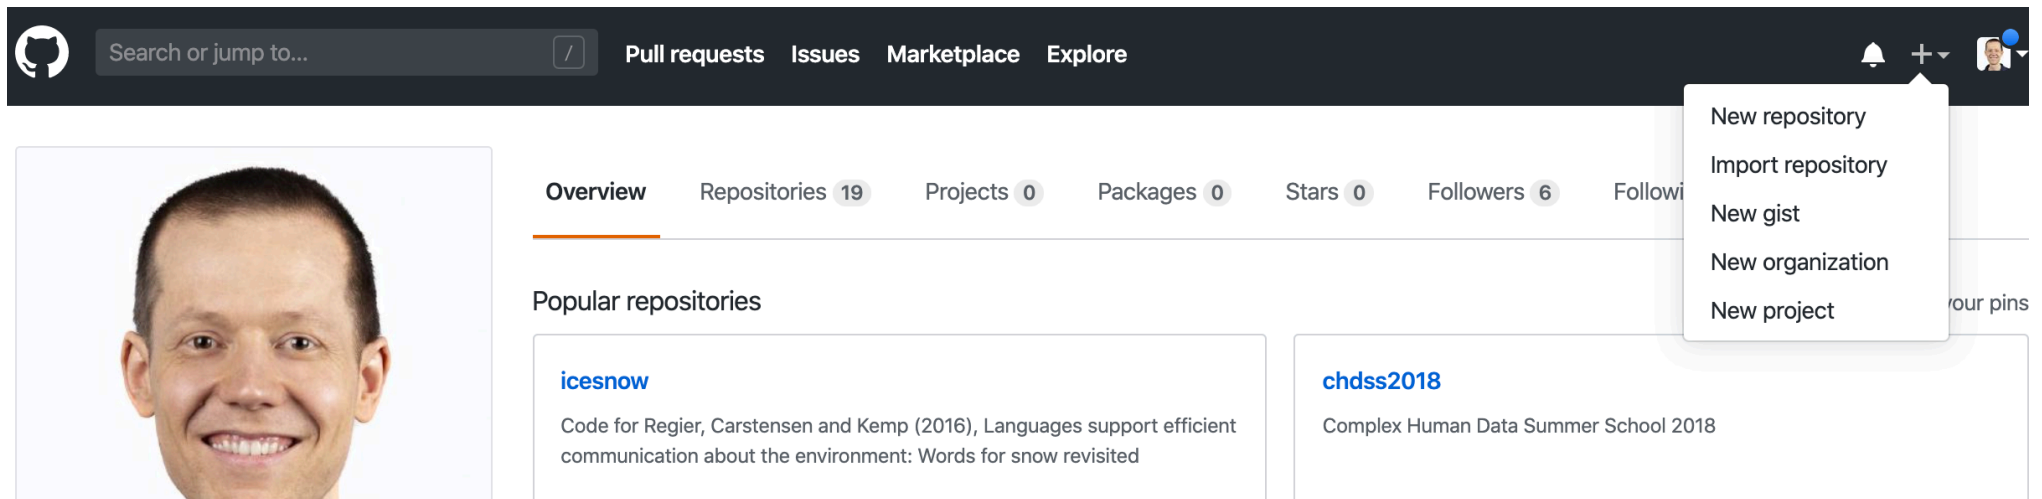 Search or jump to... /
Pull requests Issues Marketplace Explore
New repository
Import repository
New gist
New organization
New project
Overview Repositories 19 Projects 0 Packages 0 Stars 0 Followers 6 Followi
Popular repositories
your pins
icesnow
Code for Regier, Carstensen and Kemp (2016), Languages support efficient
communication about the environment: Words for snow revisited
chdss2018
Complex Human Data Summer School 2018